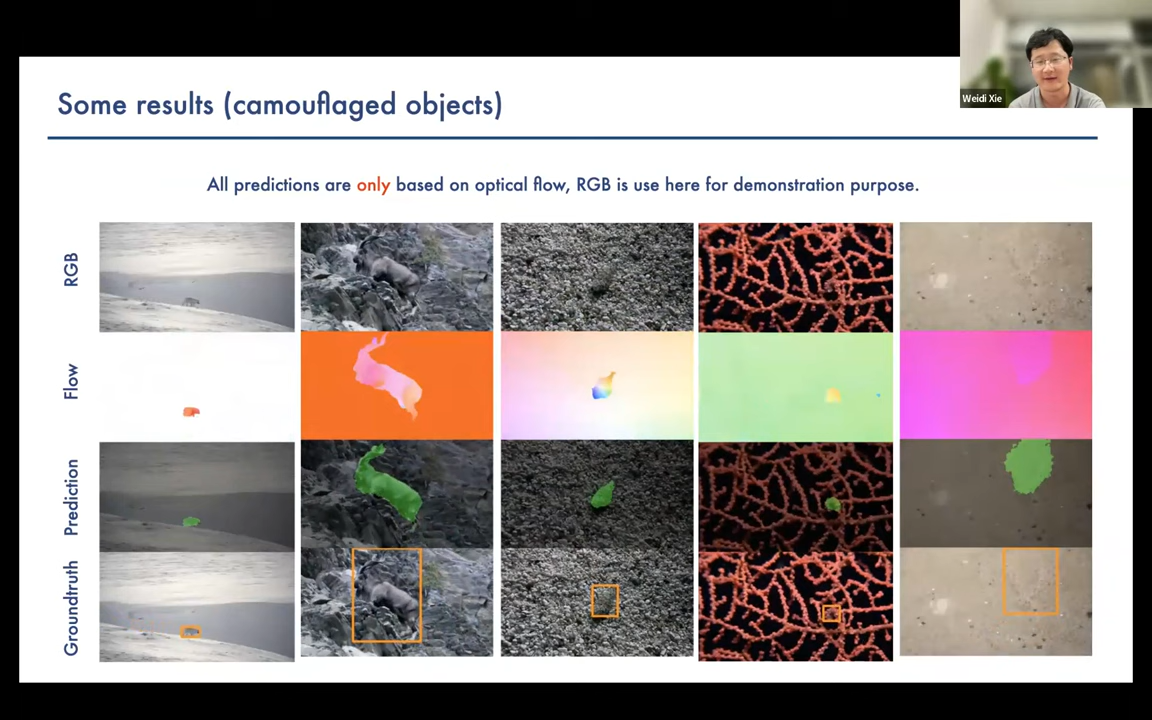 Weidi Xie
Some results (camouflaged objects)
All predictions are only based on optical flow, RGB is use here for demonstration purpose.
RGB
Flow
Prediction
Groundtruth